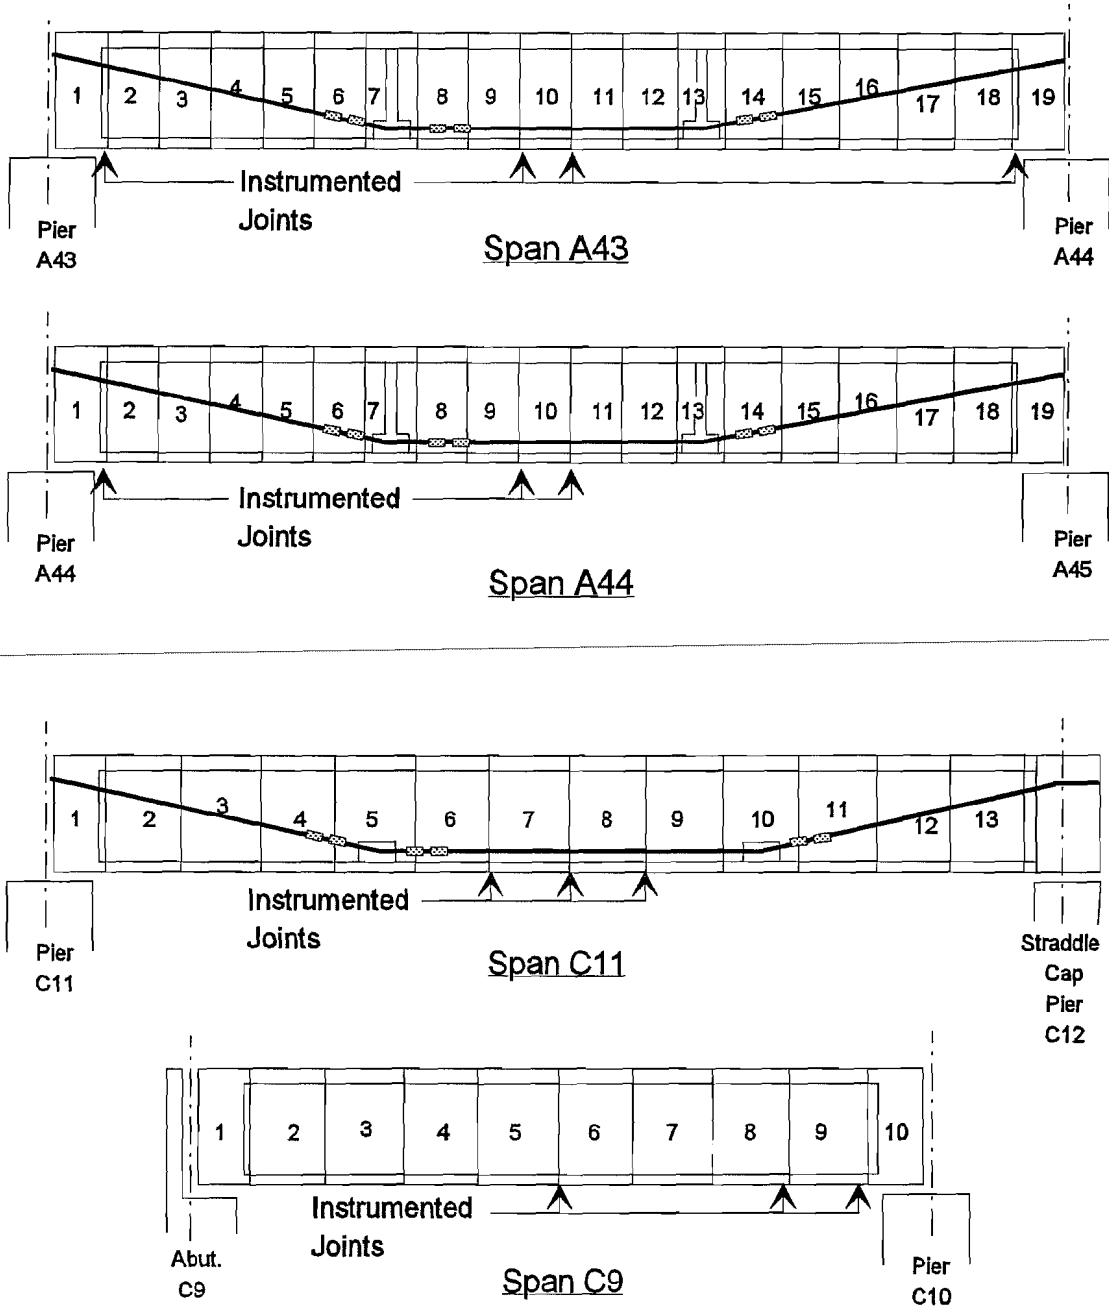 1 2 3 4 5 6 7 8 9 10 11 12 13 14 15 16 17 18 19
Instrumented
Joints
Pier
A43
Span A43
Pier
A44
1 2 3 4 5 6 7 8 9 10 11 12 13 14 15 16 17 18 19
Instrumented
Joints
Pier
A44
Span A44
Pier
A45
1 2 3 4 5 6 7 8 9 10 11 12 13
Instrumented
Joints
Pier
C11
Span C11
Straddle
Cap
Pier
C12
1 2 3 4 5 6 7 8 9 10
Instrumented
Joints
Abut.
C9
Span C9
Pier
C10